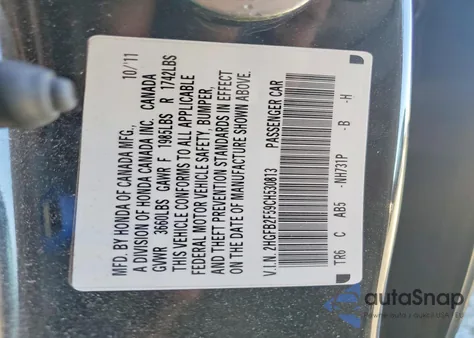 MFD. BY HONDA OF CANADA MFG., 10/11
A DIVISION OF HONDA CANADA INC. CANADA
GVWR 3660LBS GAWR F 1965LBS R 1742LBS
THIS VEHICLE CONFORMS TO ALL APPLICABLE
FEDERAL MOTOR VEHICLE SAFETY, BUMPER,
AND THEFT PREVENTION STANDARDS IN EFFECT
ON THE DATE OF MANUFACTURE SHOWN ABOVE.
V.I.N. 2HGFB2F59CH530813 PASSENGER CAR
TR6 C AB5 -NH731P -B -H
autaSnap